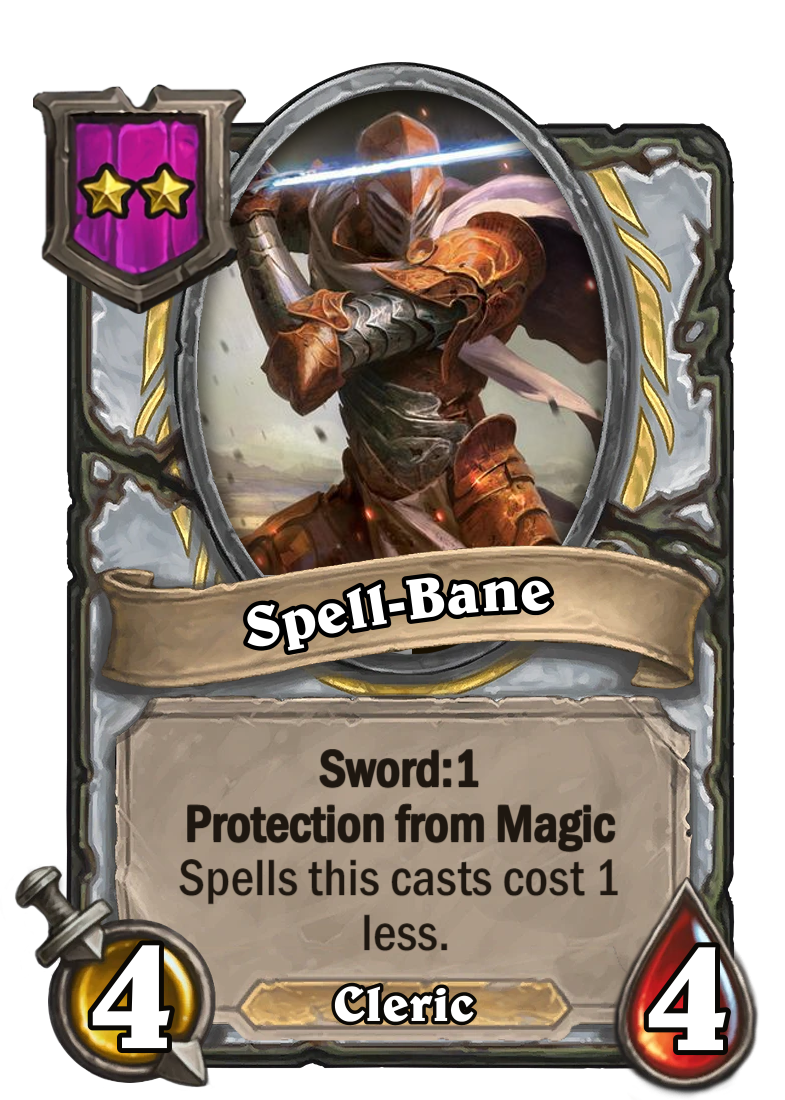 Spell-Bane
Sword:1
Protection from Magic
Spells this casts cost 1
less.
4
Cleric
4